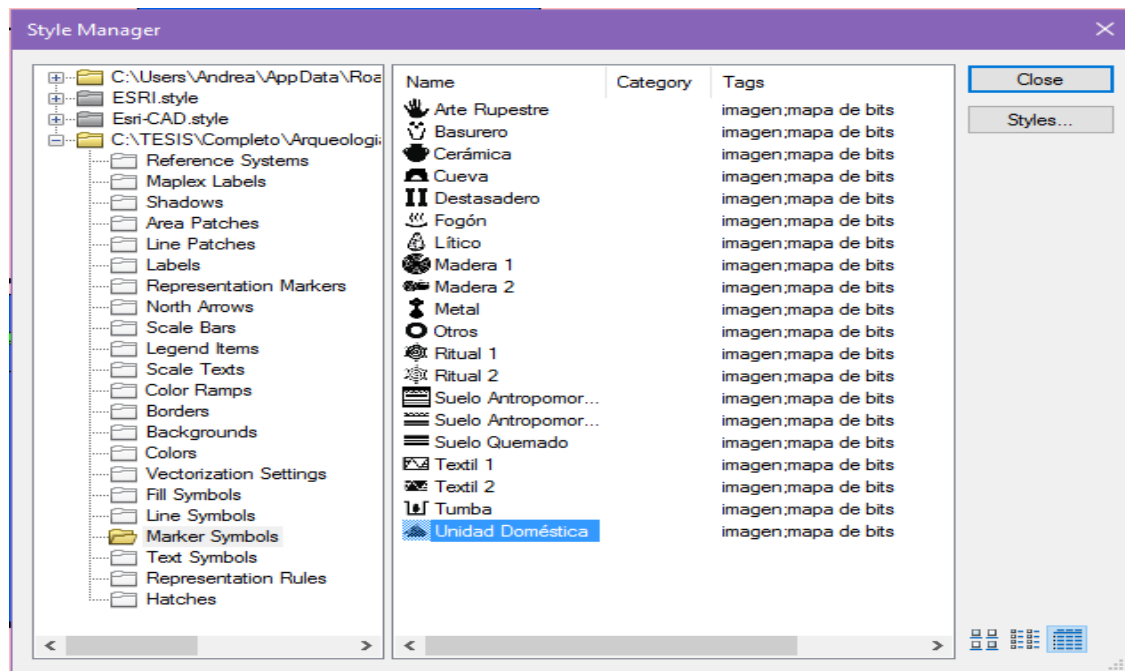 Style Manager
C:\Users\Andrea\AppData\Roa
ESRI.style
Esri-CAD.style
C:\TESIS\Completo\Arqueologi
Reference Systems
Maplex Labels
Shadows
Area Patches
Line Patches
Labels
Representation Markers
North Arrows
Scale Bars
Legend Items
Scale Texts
Color Ramps
Borders
Backgrounds
Colors
Vectorization Settings
Fill Symbols
Line Symbols
Marker Symbols
Text Symbols
Representation Rules
Hatches
Name Category Tags
Arte Rupestre imagen;mapa de bits
Basurero imagen;mapa de bits
Cerámica imagen;mapa de bits
Cueva imagen;mapa de bits
Destasadero imagen;mapa de bits
Fogón imagen;mapa de bits
Lítico imagen;mapa de bits
Madera 1 imagen;mapa de bits
Madera 2 imagen;mapa de bits
Metal imagen;mapa de bits
Otros imagen;mapa de bits
Ritual 1 imagen;mapa de bits
Ritual 2 imagen;mapa de bits
Suelo Antropomor... imagen;mapa de bits
Suelo Antropomor... imagen;mapa de bits
Suelo Quemado imagen;mapa de bits
Textil 1 imagen;mapa de bits
Textil 2 imagen;mapa de bits
Tumba imagen;mapa de bits
Unidad Doméstica imagen;mapa de bits
Close
Styles...